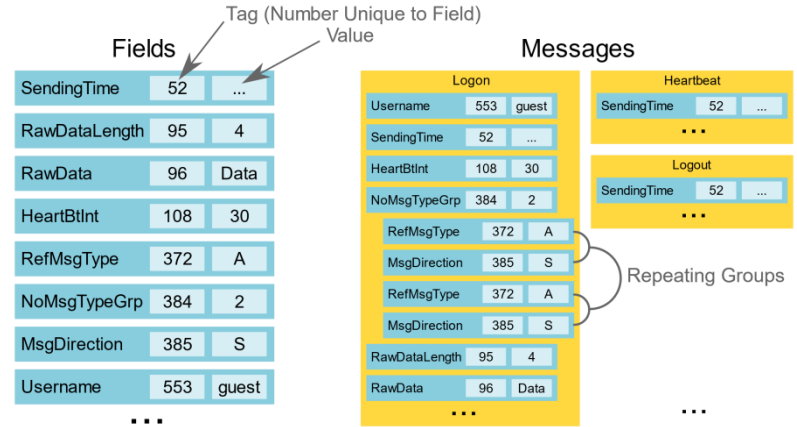 Tag (Number Unique to Field)
Value
Fields
SendingTime 52 ...
RawDataLength 95 4
RawData 96 Data
HeartBtInt 108 30
RefMsgType 372 A
NoMsgTypeGrp 384 2
MsgDirection 385 S
Username 553 guest
...
Messages
Logon
Username 553 guest
SendingTime 52 ...
HeartBtInt 108 30
NoMsgTypeGrp 384 2
RefMsgType 372 A
MsgDirection 385 S
RefMsgType 372 A
MsgDirection 385 S
RawDataLength 95 4
RawData 96 Data
...
Repeating Groups
Heartbeat
SendingTime 52 ...
...
Logout
SendingTime 52 ...
...
...